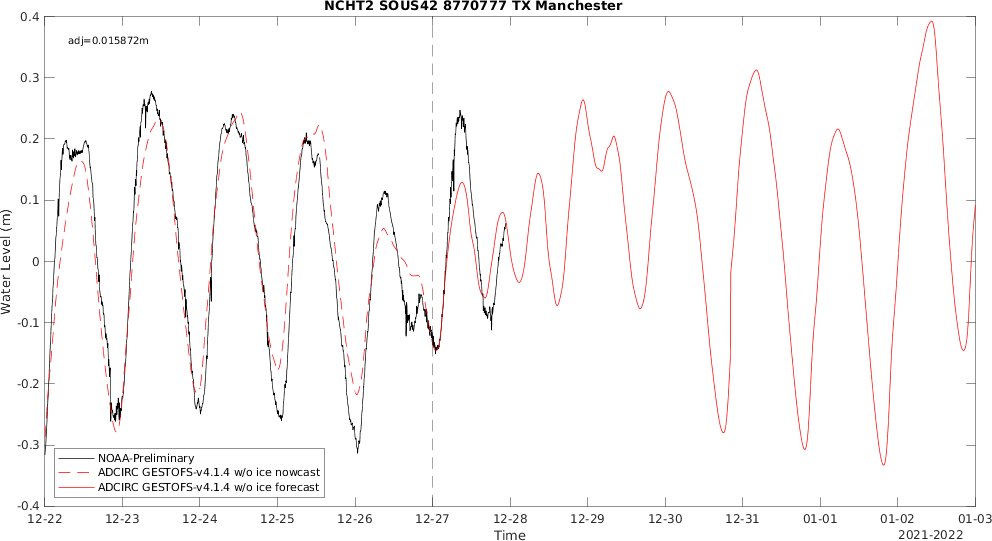 NCHT2 SOUS42 8770777 TX Manchester
adj=0.015872m
0.4
0.3
0.2
0.1
0
-0.1
-0.2
-0.3
-0.4
Water Level (m)
NOAA-Preliminary
ADCIRC GESTOFS-v4.1.4 w/o ice nowcast
ADCIRC GESTOFS-v4.1.4 w/o ice forecast
12-22 12-23 12-24 12-25 12-26 12-27 12-28 12-29 12-30 12-31 01-01 01-02 01-03
Time
2021-2022